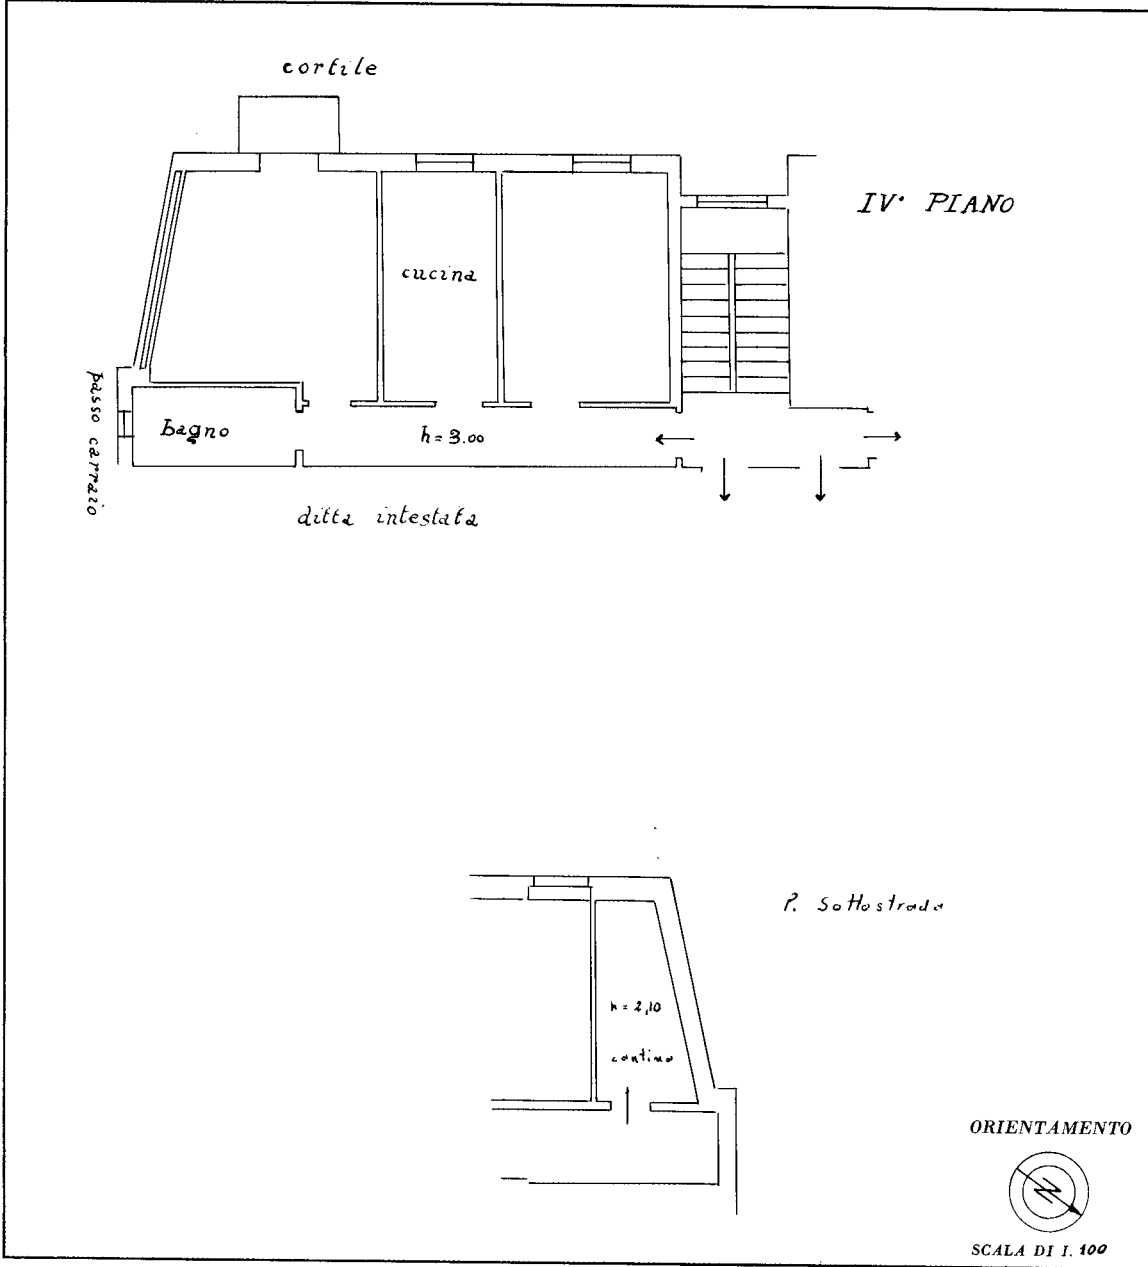 cortile
IV· PIANO
cucina
passo carraio
bagno
h = 3.00
ditta intestata
P. Sottostrada
h = 2,10
cantina
ORIENTAMENTO
N
SCALA DI 1. 100